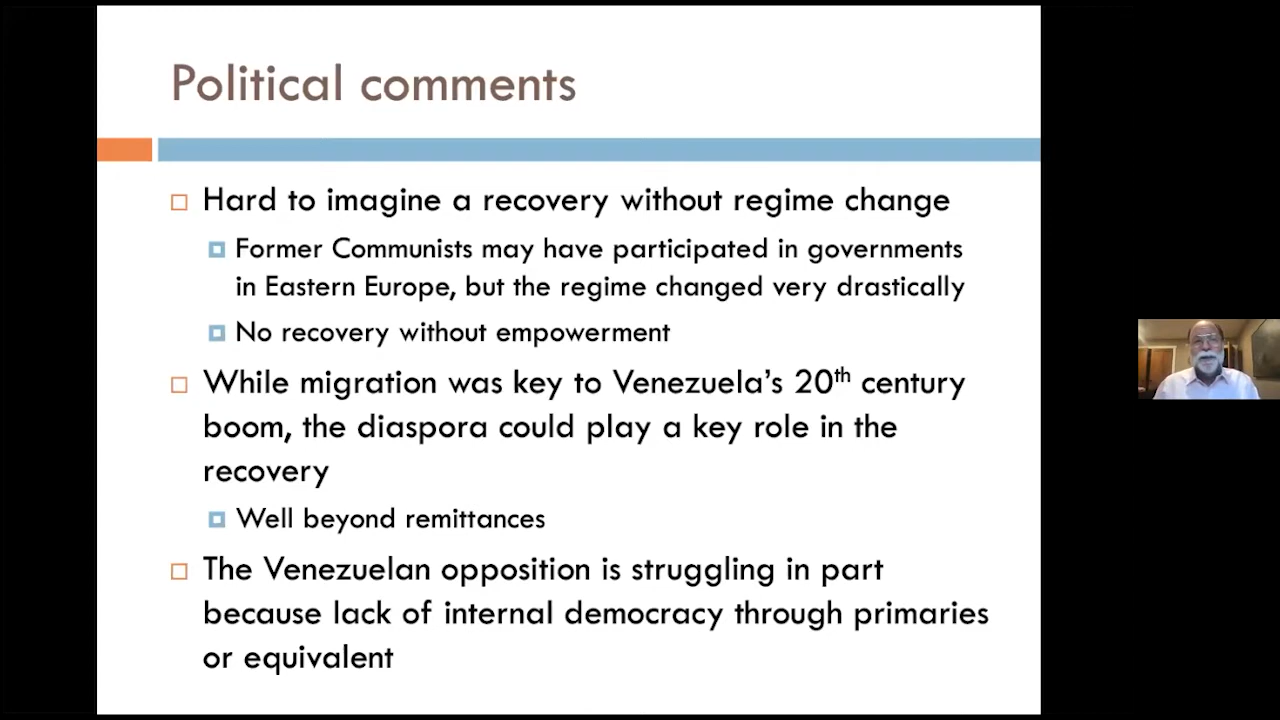 Political comments
Hard to imagine a recovery without regime change
Former Communists may have participated in governments
in Eastern Europe, but the regime changed very drastically
No recovery without empowerment
While migration was key to Venezuela’s 20th century
boom, the diaspora could play a key role in the
recovery
Well beyond remittances
The Venezuelan opposition is struggling in part
because lack of internal democracy through primaries
or equivalent